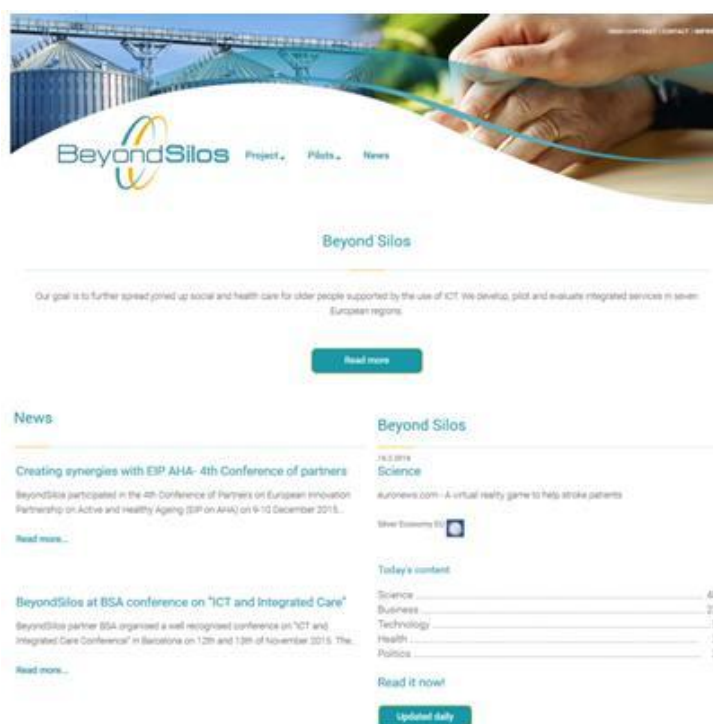 HIGH CONTRAST | CONTACT |
BeyondSilos
Project Pilots News
Beyond Silos
Our goal is to further spread joined up social and health care for older people supported by the use of ICT. We develop, pilot and evaluate integrated services in seven
European regions.
Read more
News
Creating synergies with EIP AHA- 4th Conference of partners
BeyondSilos participated in the 4th Conference of Partners on European Innovation
Partnership on Active and Healthy Ageing (EIP on AHA) on 9-10 December 2015...
Read more...
BeyondSilos at BSA conference on "ICT and Integrated Care"
BeyondSilos partner BSA organised a well recognised conference on "ICT and
Integrated Care Conference" in Barcelona on 12th and 13th of November 2015. The...
Read more...
Beyond Silos
Science
euronews.com - A virtual reality game to help stroke patients
Silver Economy EU
Today's content
Science
Business
Technology
Health
Politics
Read it now!
Updated daily